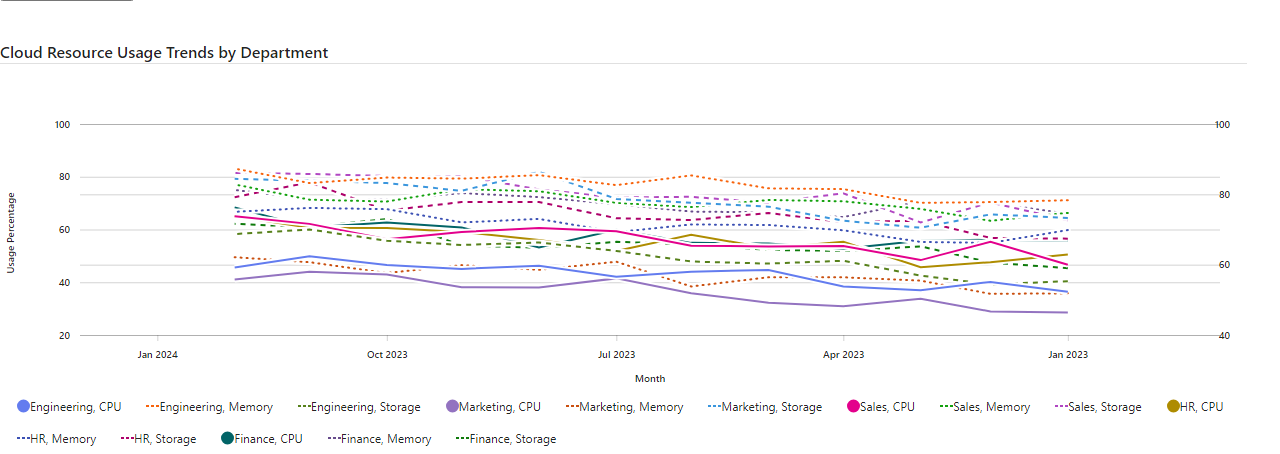 Cloud Resource Usage Trends by Department
100 100
80 80
60 60
40
20 40
Usage Percentage
Jan 2024 Oct 2023 Jul 2023 Apr 2023 Jan 2023
Month
Engineering, CPU Engineering, Memory Engineering, Storage Marketing, CPU Marketing, Memory Marketing, Storage Sales, CPU Sales, Memory Sales, Storage HR, CPU
HR, Memory HR, Storage Finance, CPU Finance, Memory Finance, Storage